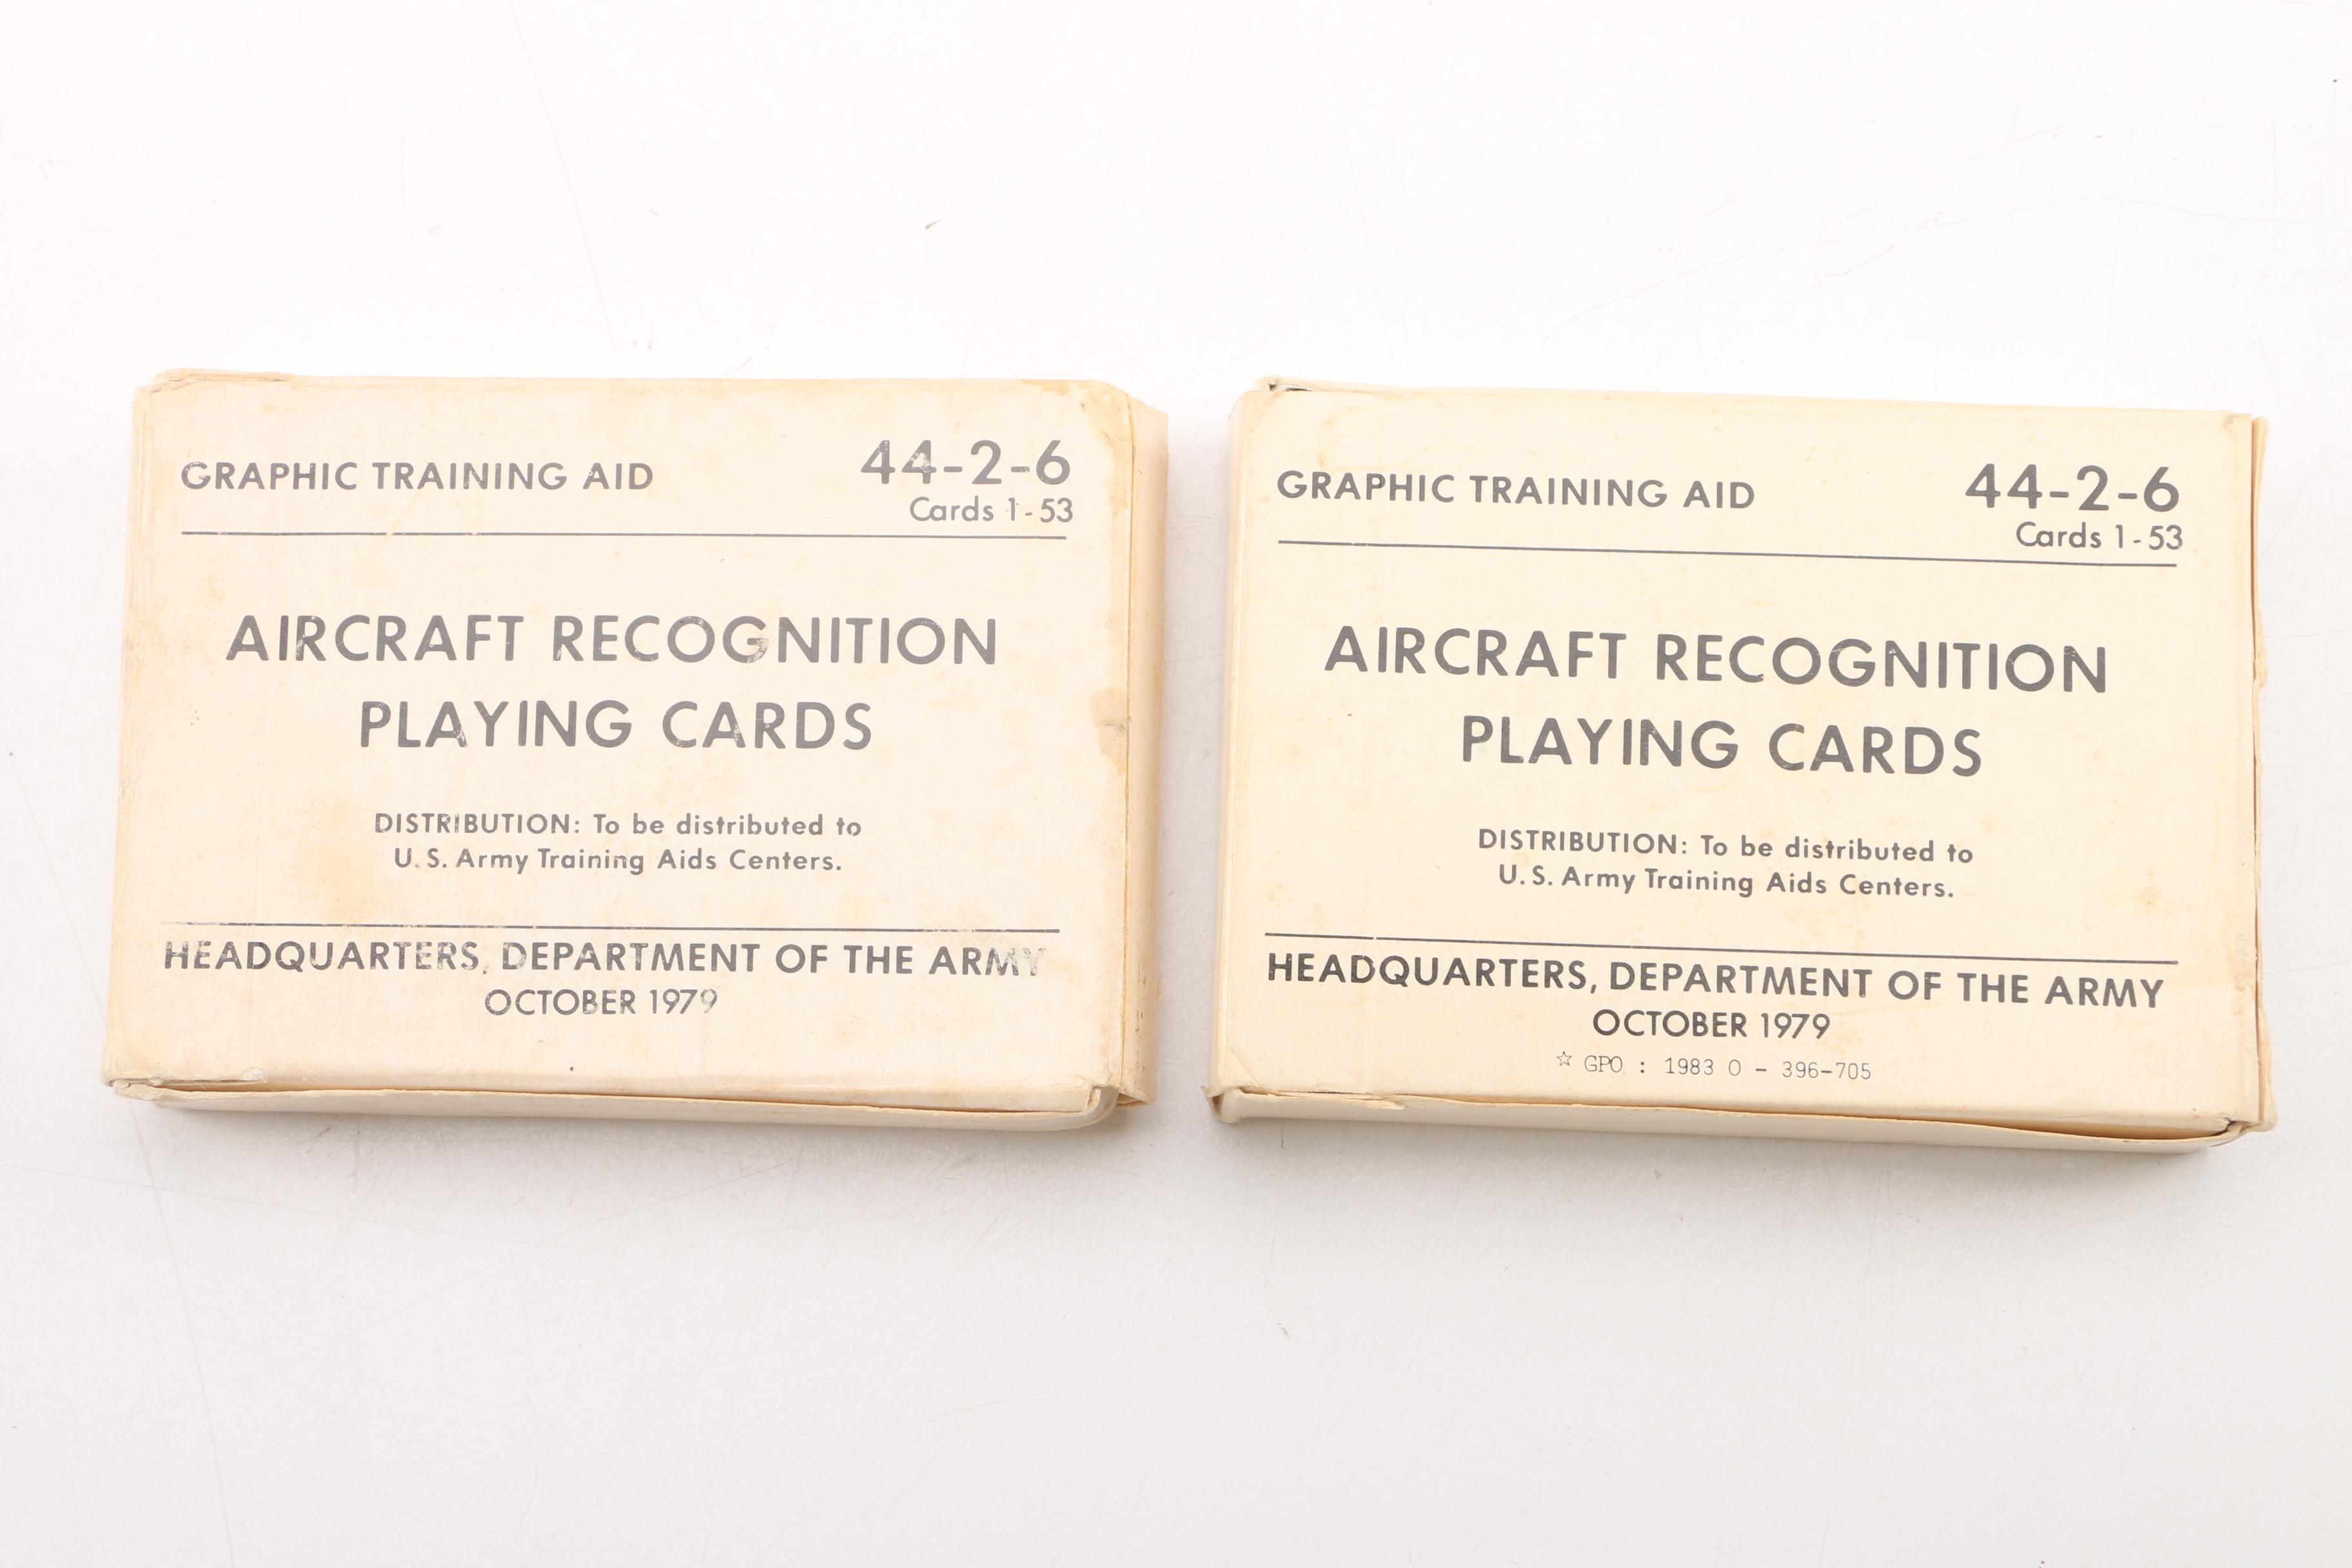 GRAPHIC TRAINING AID
44-2-6
Cards 1-53
AIRCRAFT RECOGNITION
PLAYING CARDS
DISTRIBUTION: To be distributed to
U.S. Army Training Aids Centers.
HEADQUARTERS, DEPARTMENT OF THE ARMY
OCTOBER 1979
GRAPHIC TRAINING AID
44-2-6
Cards 1-53
AIRCRAFT RECOGNITION
PLAYING CARDS
DISTRIBUTION: To be distributed to
U.S. Army Training Aids Centers.
HEADQUARTERS, DEPARTMENT OF THE ARMY
OCTOBER 1979
☆ GPO : 1983 O - 396-705